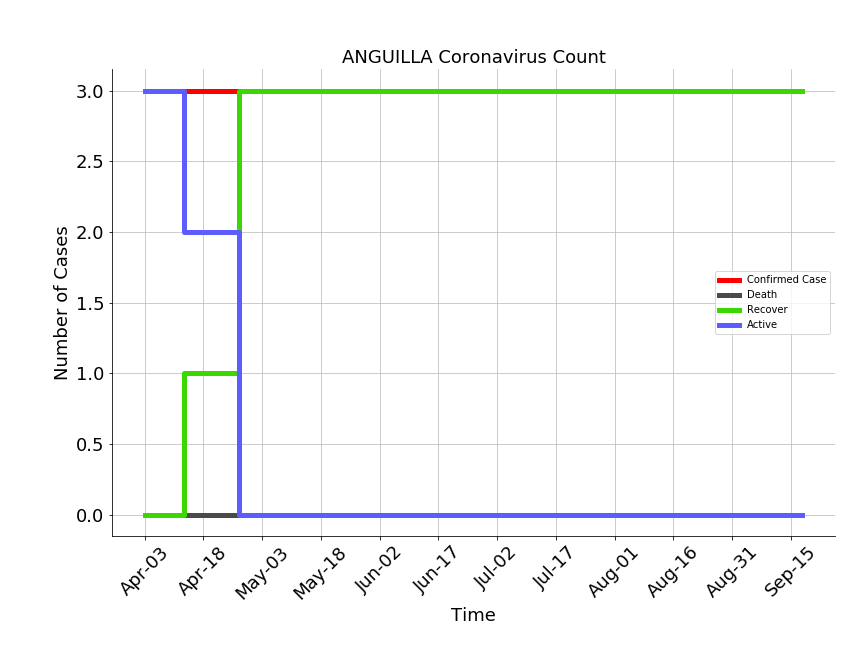 ANGUILLA Coronavirus Count
Number of Cases
3.0
2.5
2.0
1.5
1.0
0.5
0.0
Confirmed Case
Death
Recover
Active
Apr-03
Apr-18
May-03
May-18
Jun-02
Jun-17
Jul-02
Jul-17
Aug-01
Aug-16
Aug-31
Sep-15
Time